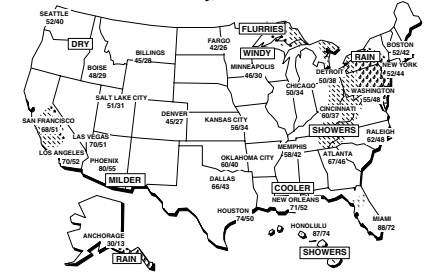 SEATTLE
52/40
DRY
BILLINGS
45/28
BOISE
48/29
FARGO
42/26
FLURRIES
WINDY
MINNEAPOLIS
46/30
CHICAGO
50/34
DETROIT
50/38
RAIN
BOSTON
52/42
NEW YORK
52/44
WASHINGTON
55/48
SALT LAKE CITY
51/31
DENVER
45/27
KANSAS CITY
56/34
CINCINNATI
60/37
SHOWERS
RALEIGH
62/48
SAN FRANCISCO
68/51
LAS VEGAS
70/51
LOS ANGELES
70/52
PHOENIX
80/55
MILDER
OKLAHOMA CITY
60/40
DALLAS
66/43
MEMPHIS
58/42
ATLANTA
67/46
COOLER
NEW ORLEANS
71/52
HOUSTON
74/50
MIAMI
88/72
ANCHORAGE
30/13
RAIN
HONOLULU
87/74
SHOWERS